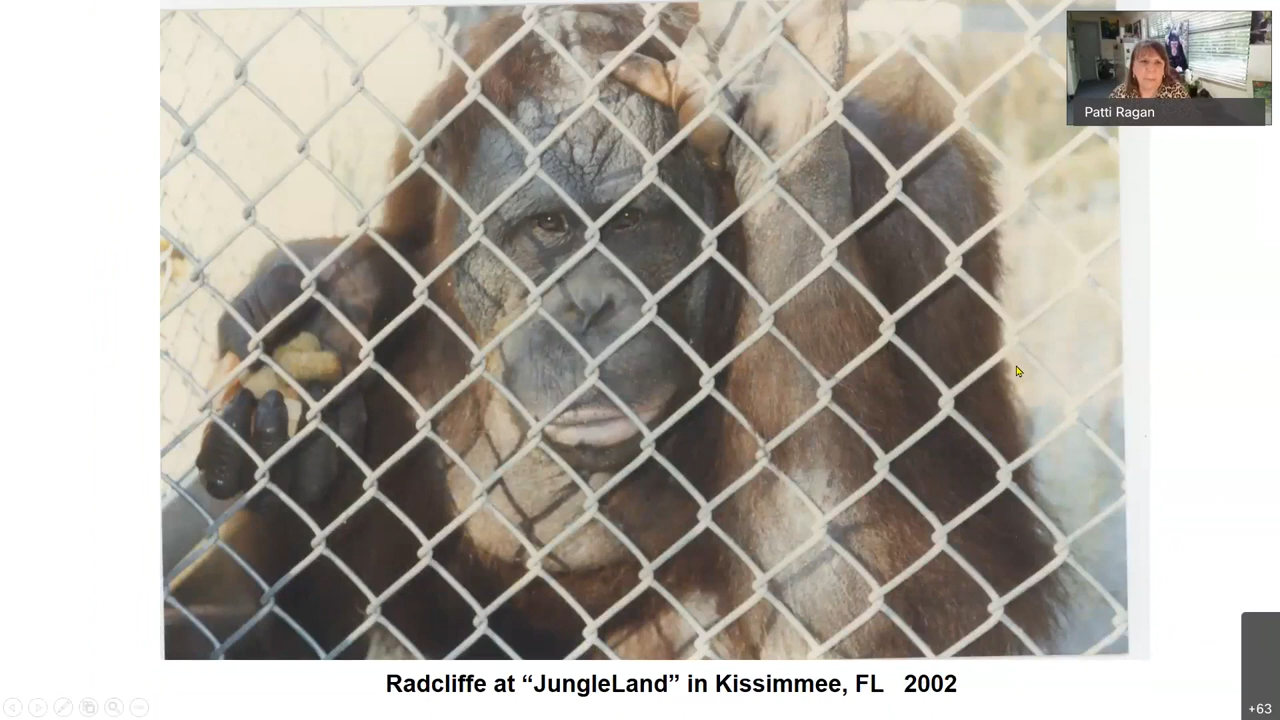 Patti Ragan
Radcliffe at “JungleLand” in Kissimmee, FL 2002
+63